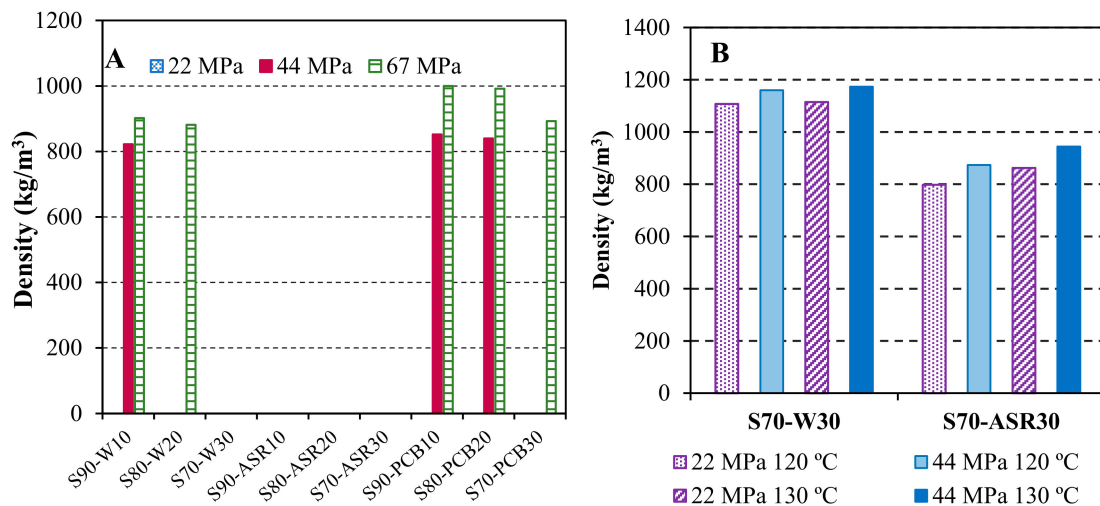 A
22 MPa 44 MPa 67 MPa
Density (kg/m³)
1200
1000
800
600
400
200
0
S90-W10
S80-W20
S70-W30
S90-ASR10
S80-ASR20
S70-ASR30
S90-PCB10
S80-PCB20
S70-PCB30
B
Density (kg/m³)
1400
1200
1000
800
600
400
200
0
S70-W30 S70-ASR30
22 MPa 120 ºC 44 MPa 120 ºC
22 MPa 130 ºC 44 MPa 130 ºC